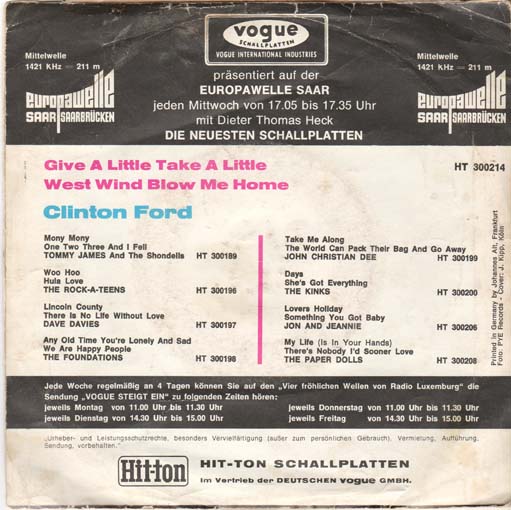 vogue
SCHALLPLATTEN
VOGUE INTERNATIONAL INDUSTRIES
Mittelwelle
1421 KHz — 211 m
europawelle
SAAR SAARBRÜCKEN
präsentiert auf der
EUROPAWELLE SAAR
jeden Mittwoch von 17.05 bis 17.35 Uhr
mit Dieter Thomas Heck
DIE NEUESTEN SCHALLPLATTEN
Mittelwelle
1421 KHz — 211 m
europawelle
SAAR SAARBRÜCKEN
Give A Little Take A Little
West Wind Blow Me Home
HT 300214
Clinton Ford
Mony Mony
One Two Three And I Fell
TOMMY JAMES And The Shondells HT 300189
Woo Hoo
Hula Love
THE ROCK-A-TEENS HT 300196
Lincoln County
There Is No Life Without Love
DAVE DAVIES HT 300197
Any Old Time You're Lonely And Sad
We Are Happy People
THE FOUNDATIONS HT 300198
Take Me Along
The World Can Pack Their Bag And Go Away
JOHN CHRISTIAN DEE HT 300199
Days
She's Got Everything
THE KINKS HT 300200
Lovers Holiday
Something You Got Baby
JON AND JEANNIE HT 300206
My Life (Is In Your Hands)
There's Nobody I'd Sooner Love
THE PAPER DOLLS HT 300208
Printed in Germany by Johannes Alt, Frankfurt
Foto: PYE Records - Cover: J. Kipp, Köln
Jede Woche regelmäßig an 4 Tagen können Sie auf den „Vier fröhlichen Wellen von Radio Luxemburg" die
Sendung „VOGUE STEIGT EIN" zu folgenden Zeiten hören:
jeweils Montag von 11.00 Uhr bis 11.30 Uhr
jeweils Dienstag von 14.30 Uhr bis 15.00 Uhr
jeweils Donnerstag von 11.00 Uhr bis 11.30 Uhr
jeweils Freitag von 14.30 Uhr bis 15.00 Uhr
„Urheber- und Leistungsschutzrechte, besonders Vervielfältigung (außer zum persönlichen Gebrauch), Vermietung, Aufführung,
Sendung, vorbehalten."
Hit-ton
HIT-TON SCHALLPLATTEN
Im Vertrieb der DEUTSCHEN vogue GMBH.